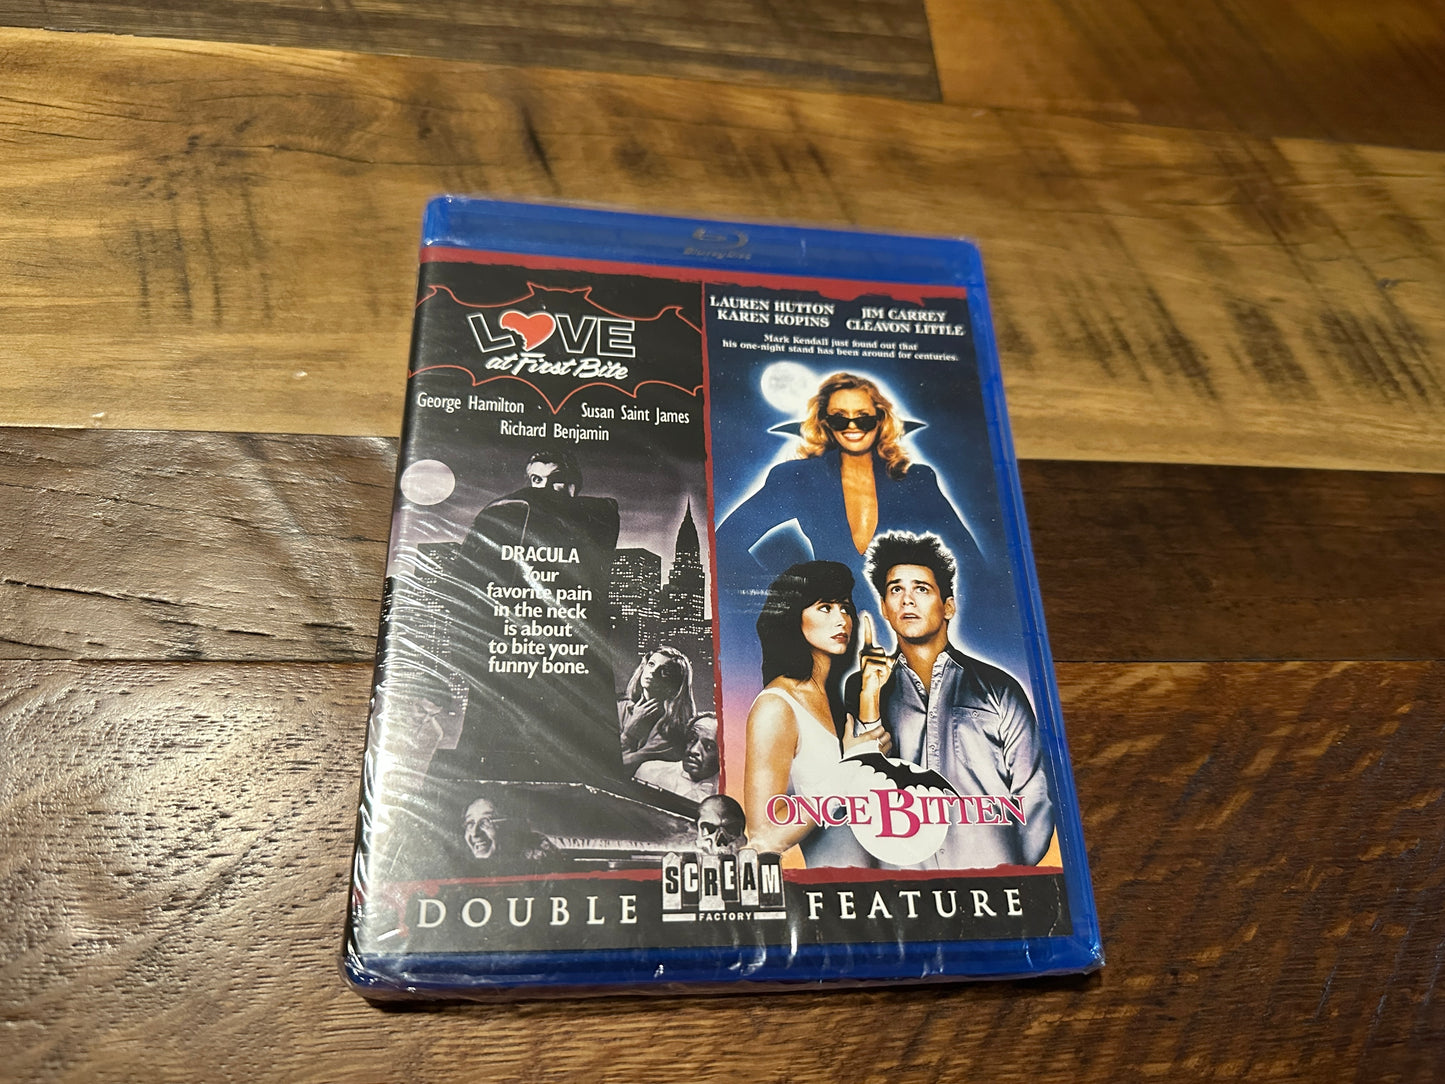 Blu-ray Disc
LOVE
at First Bite
George Hamilton Susan Saint James
Richard Benjamin
DRACULA
Your
favorite pain
in the neck
is about
to bite your
funny bone.
LAUREN HUTTON JIM CARREY
KAREN KOPINS CLEAVON LITTLE
Mark Kendall just found out that
his one-night stand has been around for centuries.
ONCE BITTEN
DOUBLE SCREAM FEATURE
FACTORY